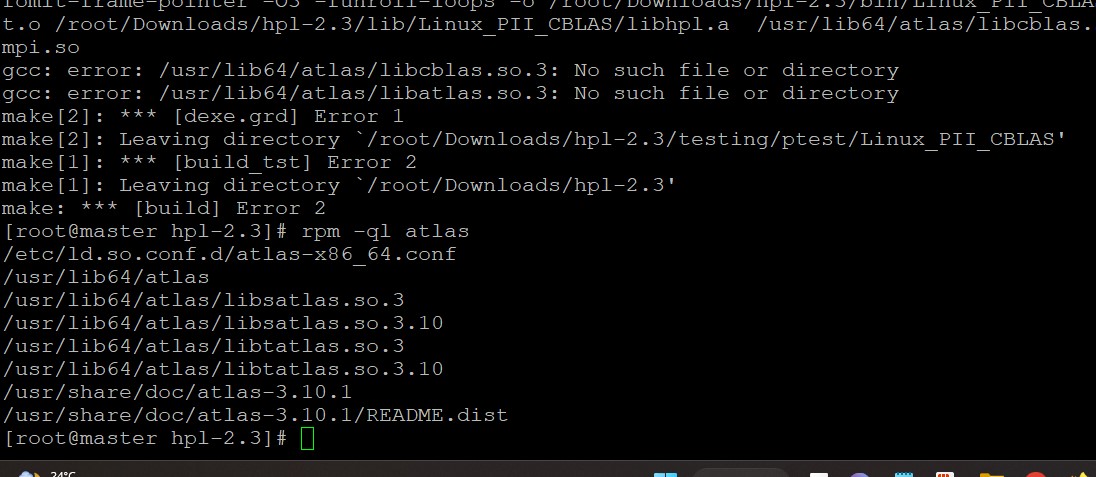 fomit-frame-pointer -O3 -funroll-loops -o /root/Downloads/hpl-2.3/bin/Linux_PII_CBLA
t.o /root/Downloads/hpl-2.3/lib/Linux_PII_CBLAS/libhpl.a  /usr/lib64/atlas/libcblas.
mpi.so
gcc: error: /usr/lib64/atlas/libcblas.so.3: No such file or directory
gcc: error: /usr/lib64/atlas/libatlas.so.3: No such file or directory
make[2]: *** [dexe.grd] Error 1
make[2]: Leaving directory `/root/Downloads/hpl-2.3/testing/ptest/Linux_PII_CBLAS'
make[1]: *** [build_tst] Error 2
make[1]: Leaving directory `/root/Downloads/hpl-2.3'
make: *** [build] Error 2
[root@master hpl-2.3]# rpm -ql atlas
/etc/ld.so.conf.d/atlas-x86_64.conf
/usr/lib64/atlas
/usr/lib64/atlas/libsatlas.so.3
/usr/lib64/atlas/libsatlas.so.3.10
/usr/lib64/atlas/libtatlas.so.3
/usr/lib64/atlas/libtatlas.so.3.10
/usr/share/doc/atlas-3.10.1
/usr/share/doc/atlas-3.10.1/README.dist
[root@master hpl-2.3]#
24°C